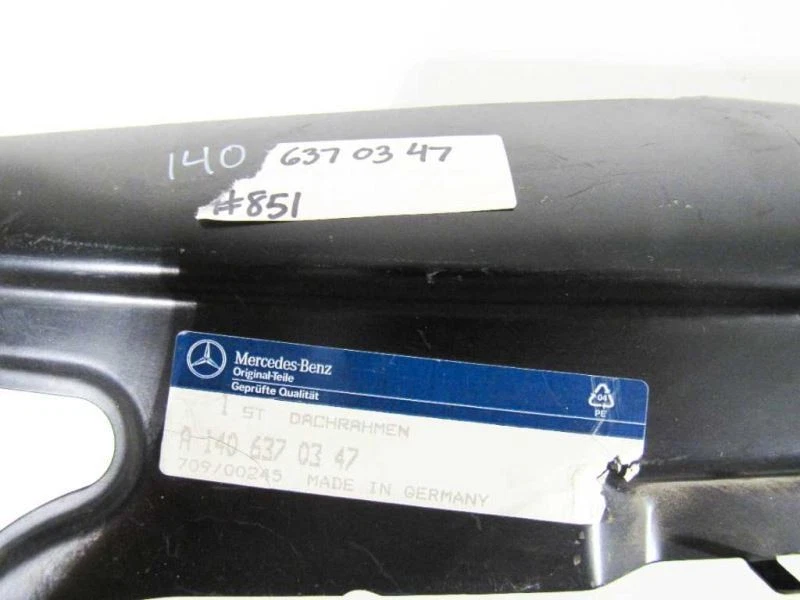 140 637 03 47
#851
Mercedes-Benz
Original-Teile
Geprüfte Qualität
04
PE
1 ST DACHRAHMEN
A 140 637 03 47
709/00245 MADE IN GERMANY